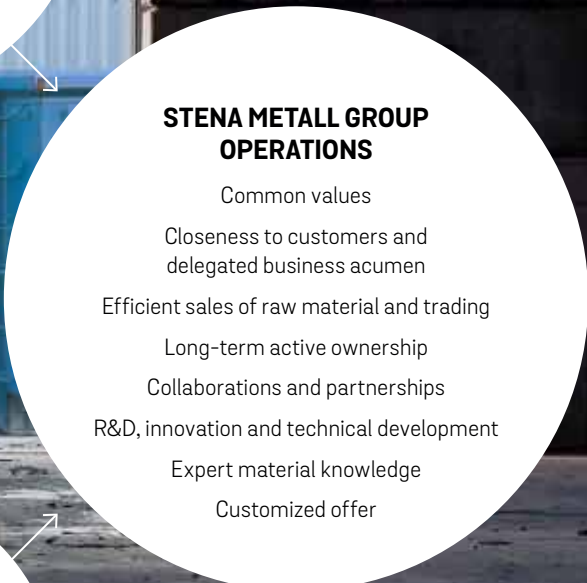 STENA METALL GROUP
OPERATIONS
Common values
Closeness to customers and
delegated business acumen
Efficient sales of raw material and trading
Long-term active ownership
Collaborations and partnerships
R&D, innovation and technical development
Expert material knowledge
Customized offer